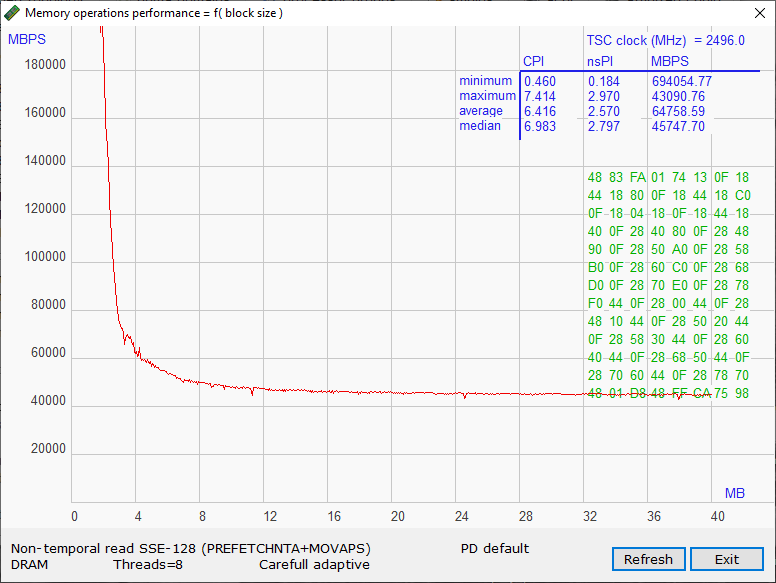 Memory operations performance = f( block size )
MBPS
TSC clock (MHz) = 2496.0
CPI nsPI MBPS
minimum 0.460 0.184 694054.77
maximum 7.414 2.970 43090.76
average 6.416 2.570 64758.59
median 6.983 2.797 45747.70
180000
160000
140000
120000
100000
80000
60000
40000
20000
48 83 FA 01 74 13 0F 18
44 18 80 0F 18 44 18 C0
0F 18 04 18 0F 18 44 18
40 0F 28 40 80 0F 28 48
90 0F 28 50 A0 0F 28 58
B0 0F 28 60 C0 0F 28 68
D0 0F 28 70 E0 0F 28 78
F0 44 0F 28 00 44 0F 28
48 10 44 0F 28 50 20 44
0F 28 58 30 44 0F 28 60
40 44 0F 28 68 50 44 0F
28 70 60 44 0F 28 78 70
48 01 D8 48 FF CA 75 98
MB
0 4 8 12 16 20 24 28 32 36 40
Non-temporal read SSE-128 (PREFETCHNTA+MOVAPS) PD default
DRAM Threads=8 Carefull adaptive
Refresh Exit